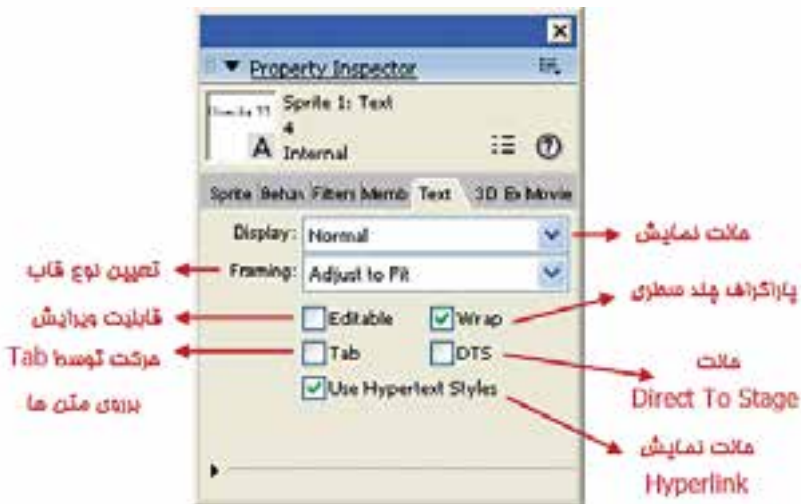 Property Inspector
Sprite 1: Text
4
A Internal
Sprite Behav Filters Memb Text 3D Ex Movie
Display: Normal
حالت نمایش
Framing: Adjust to Fit
تعیین نوع قاب
پاراگراف چند سطری
Editable Wrap
قابلیت ویرایش
Tab DTS
حرکت توسط Tab
برروی متن ها
حالت
Direct To Stage
Use Hypertext Styles
حالت نمایش
Hyperlink